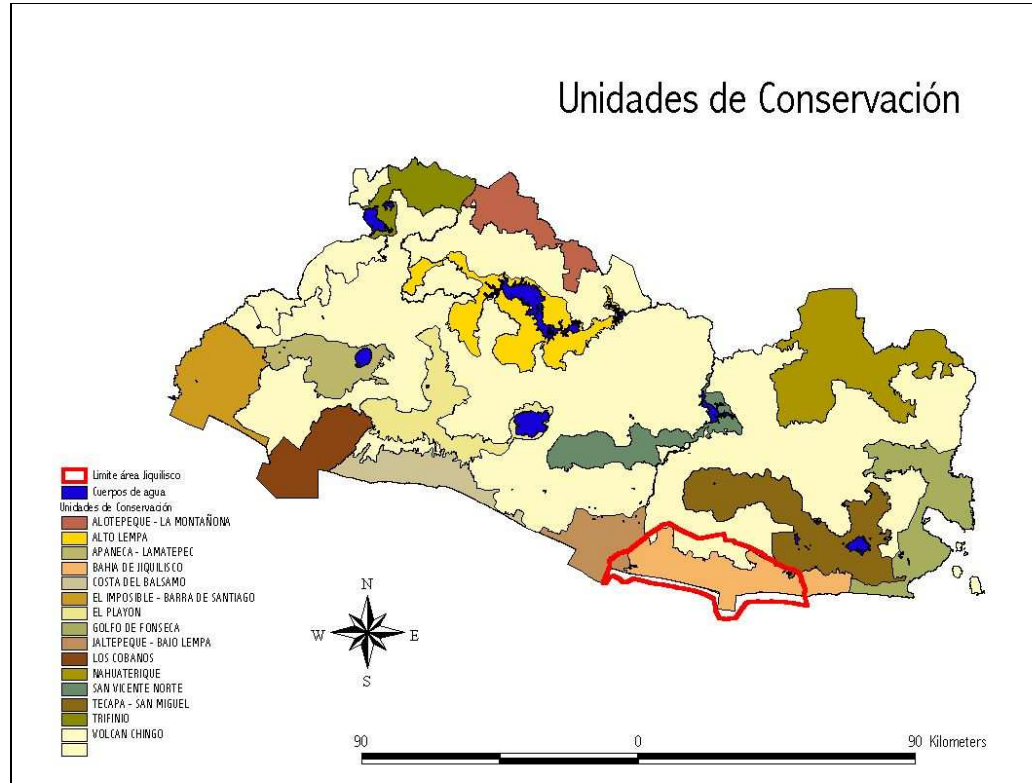 Unidades de Conservación
Limite área Jiquilisco
Cuerpos de agua
Unidades de Conservación
ALOTEPEQUE - LA MONTAÑONA
ALTO LEMPA
APANECA - LAMATEPEC
BAHIA DE JIQUILISCO
COSTA DEL BALSAMO
EL IMPOSIBLE - BARRA DE SANTIAGO
EL PLAYON
GOLFO DE FONSECA
JALTEPEQUE - BAJO LEMPA
LOS COBANOS
NAHUATERIQUE
SAN VICENTE NORTE
TECAPA - SAN MIGUEL
TRIFINIO
VOLCAN CHINGO
N
W E
S
90 0 90 Kilometers